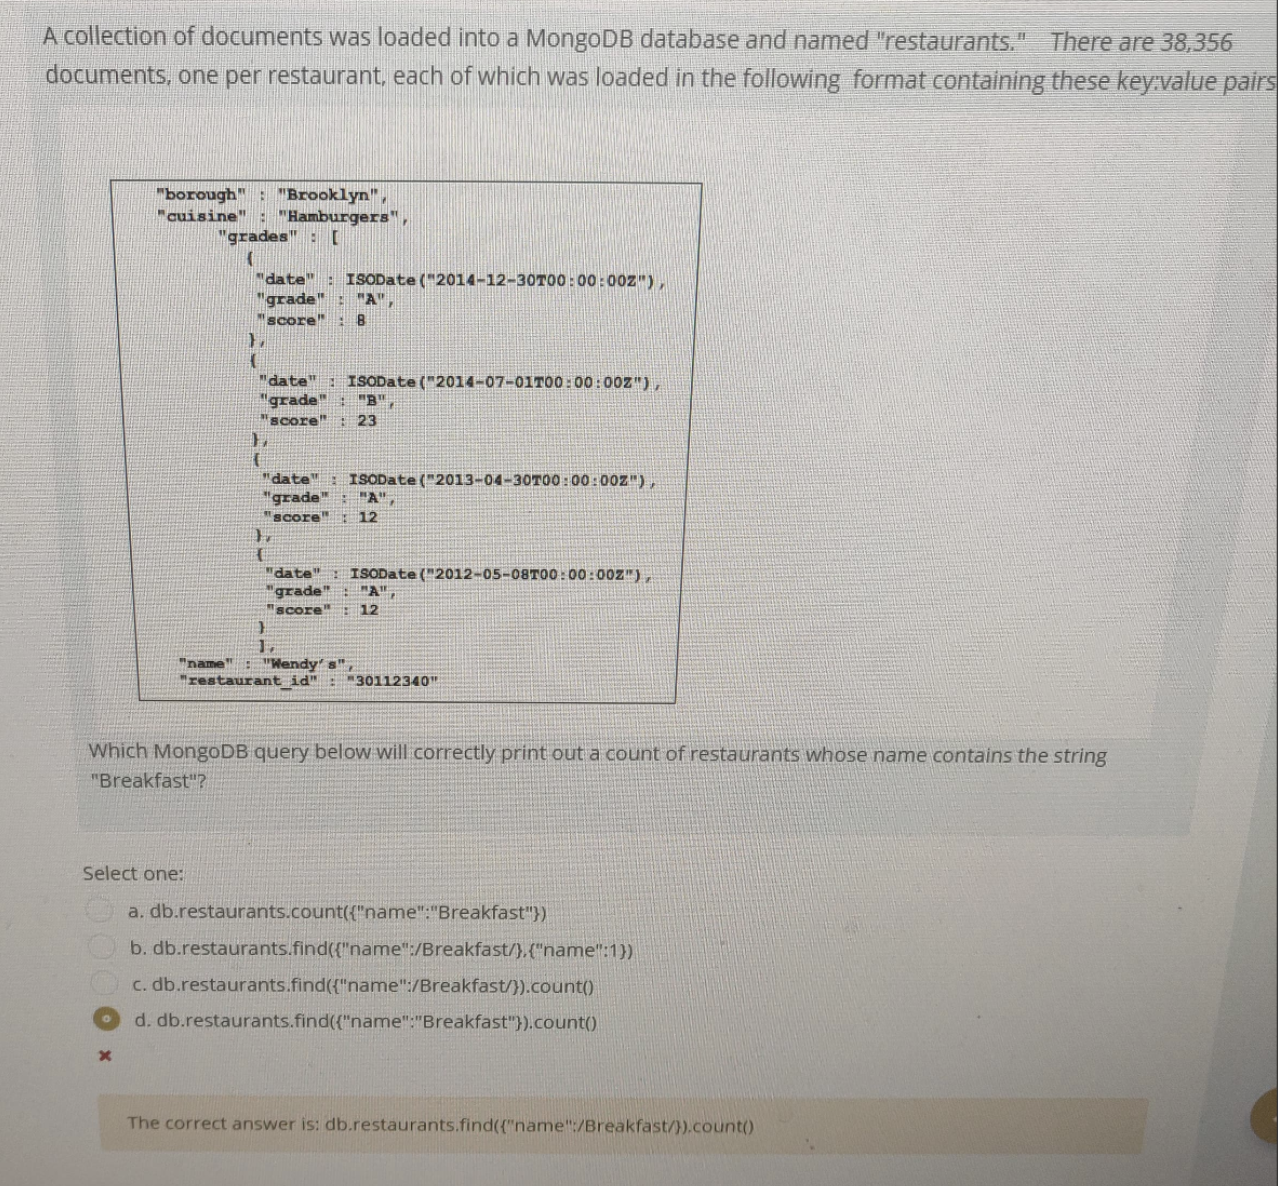 A collection of documents was loaded into a MongoDB database and named "restaurants." There are 38,356
documents, one per restaurant, each of which was loaded in the following format containing these key:value pairs
"borough" : "Brooklyn",
"cuisine" : "Hamburgers",
"grades" : [
{
"date" : ISODate("2014-12-30T00:00:00Z"),
"grade" : "A",
"score" : 8
},
{
"date" : ISODate("2014-07-01T00:00:00Z"),
"grade" : "B",
"score" : 23
},
{
"date" : ISODate("2013-04-30T00:00:00Z"),
"grade" : "A",
"score" : 12
},
{
"date" : ISODate("2012-05-08T00:00:00Z"),
"grade" : "A",
"score" : 12
}
],
"name" : "Wendy's",
"restaurant_id" : "30112340"
Which MongoDB query below will correctly print out a count of restaurants whose name contains the string
"Breakfast"?
Select one:
a. db.restaurants.count({"name":"Breakfast"})
b. db.restaurants.find({"name":/Breakfast/},{"name":1})
c. db.restaurants.find({"name":/Breakfast/}).count()
d. db.restaurants.find({"name":"Breakfast"}).count()
The correct answer is: db.restaurants.find({"name":/Breakfast/}).count()